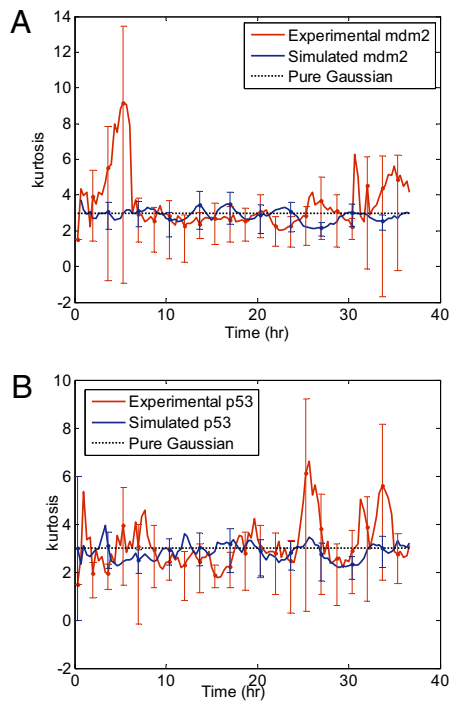 A
14
12
10
8
6
4
2
0
-2
kurtosis
Experimental mdm2
Simulated mdm2
Pure Gaussian
0 10 20 30 40
Time (hr)
B
10
8
6
4
2
0
-2
kurtosis
Experimental p53
Simulated p53
Pure Gaussian
0 10 20 30 40
Time (hr)